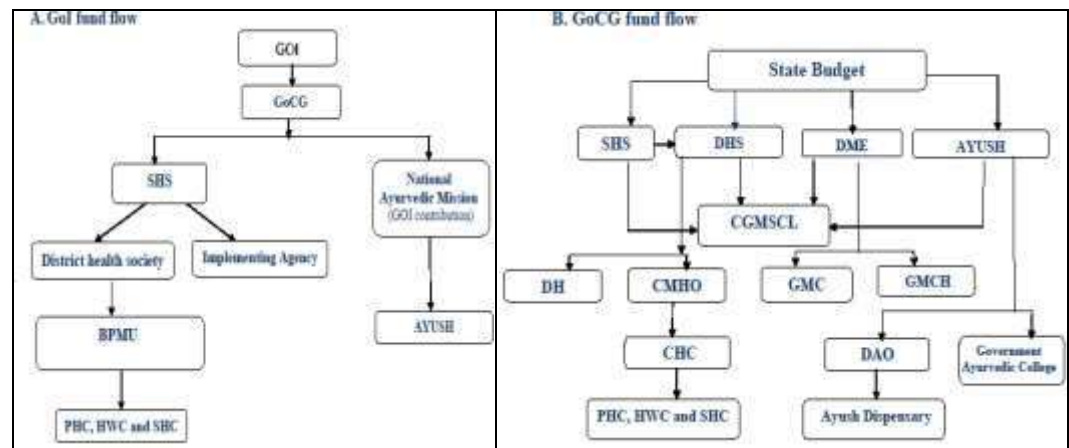 A. GoI fund flow
GOI
GoCG
SHS
National
Ayurvedic Mission
(GOI contribution)
District health society
Implementing Agency
BPMU
AYUSH
PHC, HWC and SHC
B. GoCG fund flow
State Budget
SHS
DHS
DME
AYUSH
CGMSCL
DH
CMHO
GMC
GMCH
CHC
DAO
Government
Ayurvedic College
PHC, HWC and SHC
Ayush Dispensary